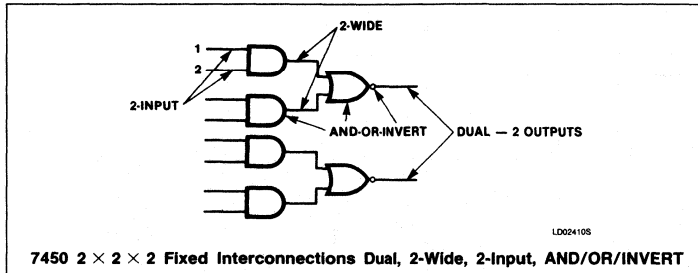 2-WIDE
1
2
2-INPUT
AND-OR-INVERT
DUAL — 2 OUTPUTS
LD02410S
7450 2 × 2 × 2 Fixed Interconnections Dual, 2-Wide, 2-Input, AND/OR/INVERT